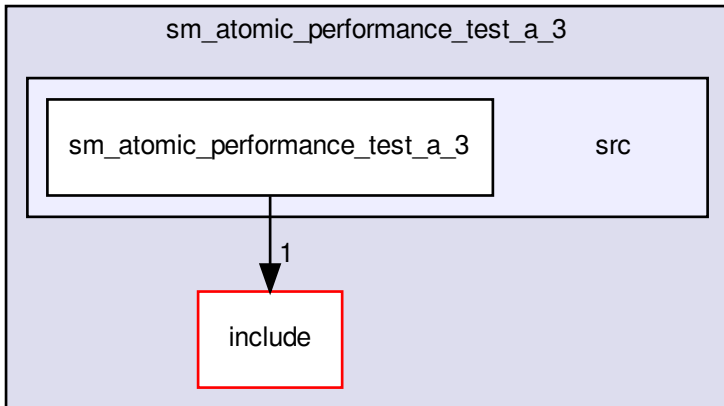 sm_atomic_performance_test_a_3
sm_atomic_performance_test_a_3
src
1
include